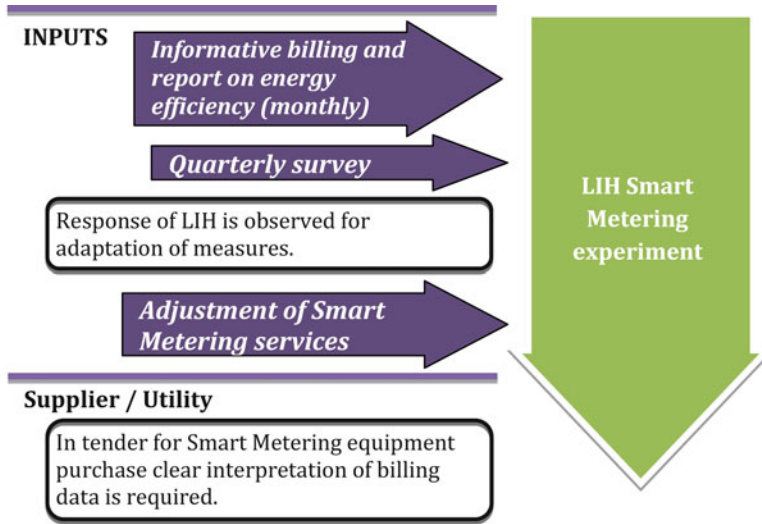 INPUTS
Informative billing and
report on energy
efficiency (monthly)
Quarterly survey
Response of LIH is observed for
adaptation of measures.
Adjustment of Smart
Metering services
LIH Smart
Metering
experiment
Supplier / Utility
In tender for Smart Metering equipment
purchase clear interpretation of billing
data is required.